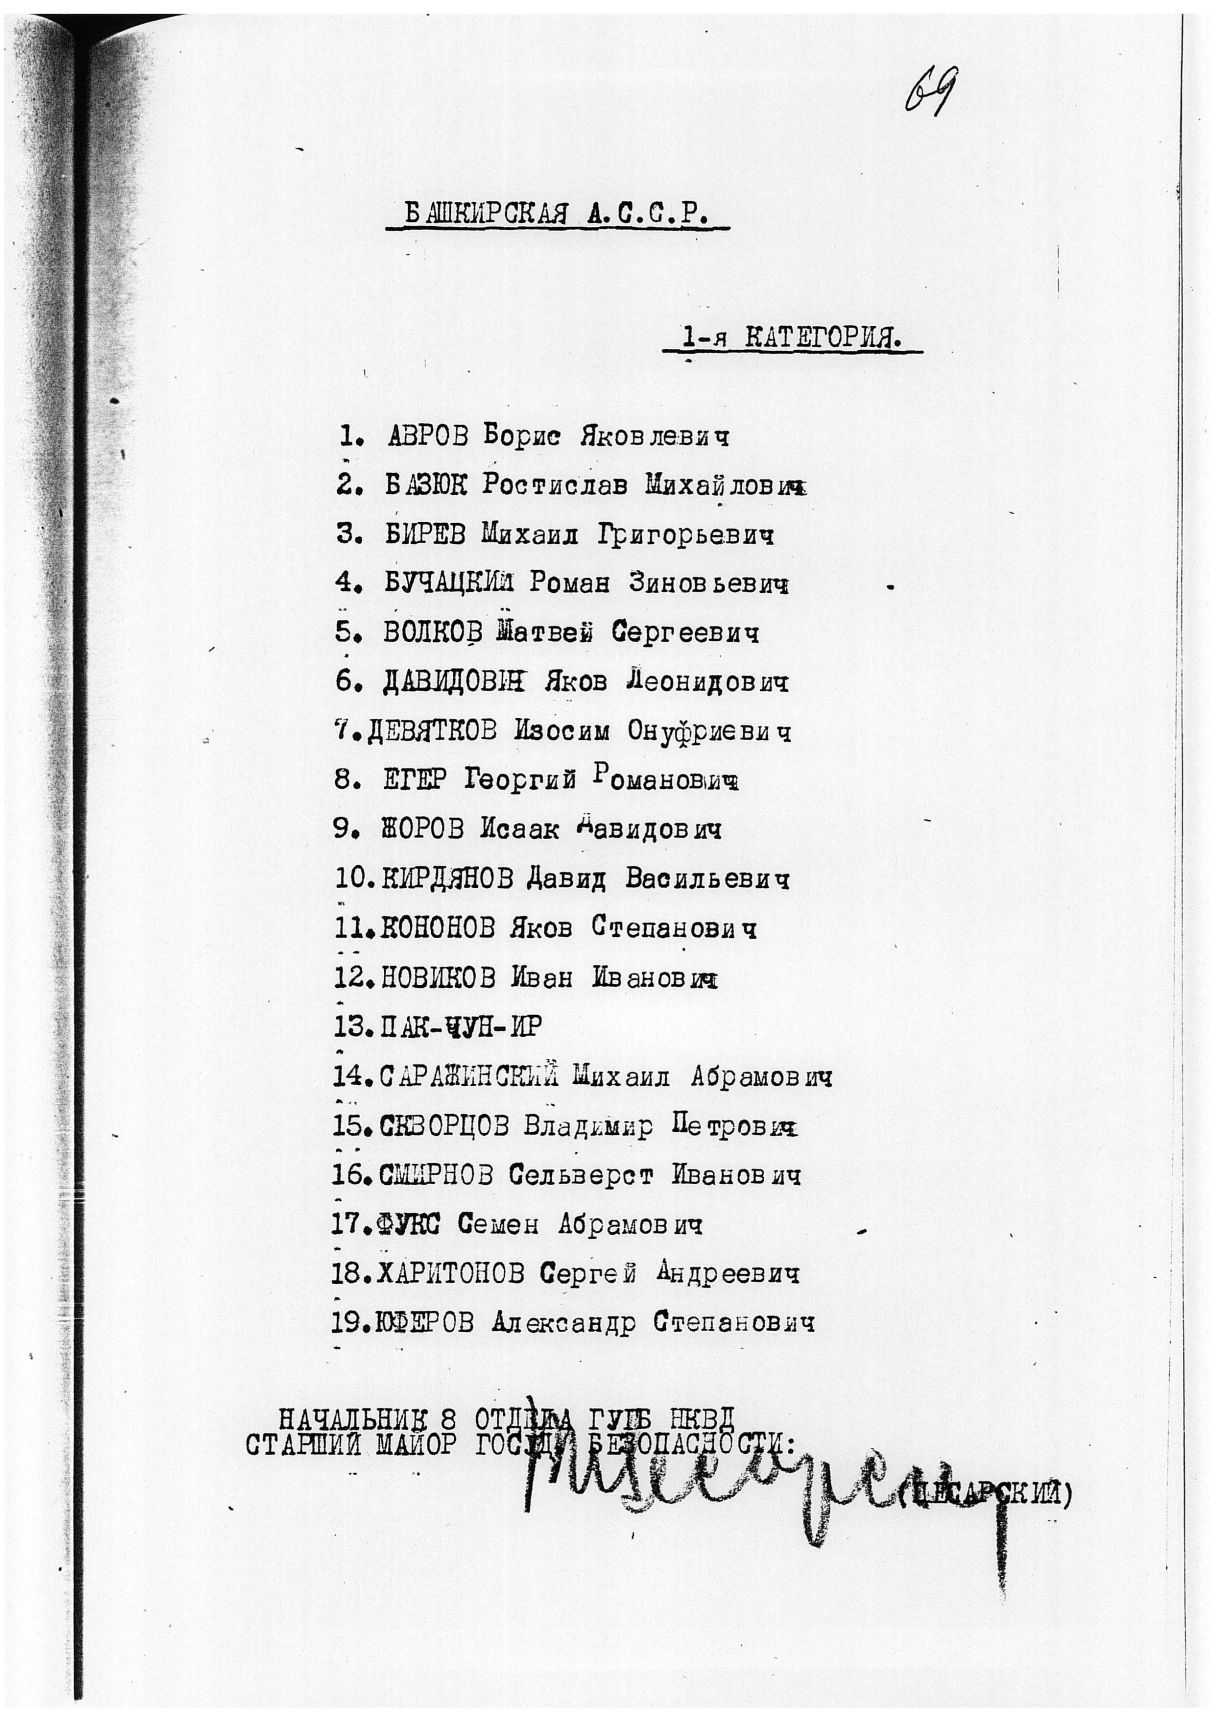 69
БАШКИРСКАЯ А.С.С.Р.
1-я КАТЕГОРИЯ.
1. АВРОВ Борис Яковлевич
2. БАЗЮК Ростислав Михайлович
3. БИРЕВ Михаил Григорьевич
4. БУЧАЦКИЙ Роман Зиновьевич
5. ВОЛКОВ Матвей Сергеевич
6. ДАВИДОВИЧ Яков Леонидович
7. ДЕВЯТКОВ Изосим Онуфриевич
8. ЕГЕР Георгий Романович
9. ЖОРОВ Исаак Давидович
10. КИРДЯНОВ Давид Васильевич
11. КОНОНОВ Яков Степанович
12. НОВИКОВ Иван Иванович
13. ПАК-ЧУН-ИР
14. САРАЖИНСКИЙ Михаил Абрамович
15. СКВОРЦОВ Владимир Петрович
16. СМИРНОВ Сельверст Иванович
17. ФУКС Семен Абрамович
18. ХАРИТОНОВ Сергей Андреевич
19. ЮФЕРОВ Александр Степанович
НАЧАЛЬНИК 8 ОТДЕЛА ГУГБ НКВД
СТАРШИЙ МАЙОР ГОСУД. БЕЗОПАСНОСТИ:
(ЦЕСАРСКИЙ)